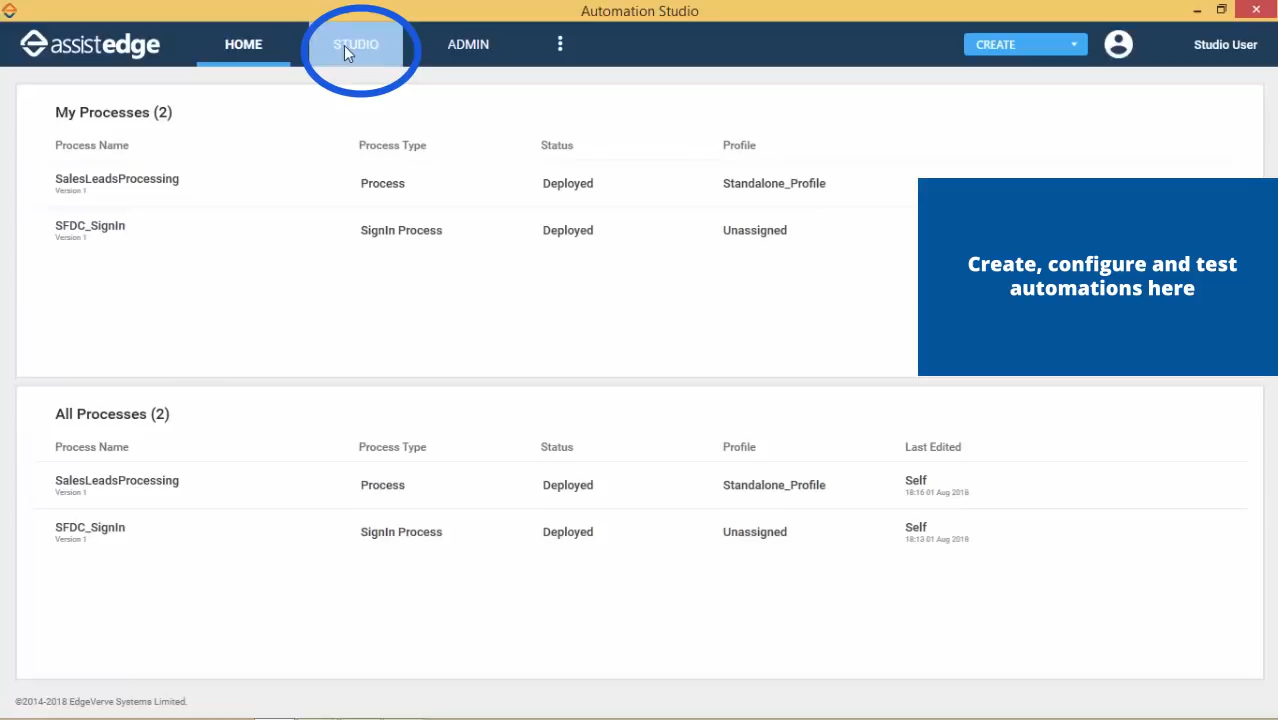 Automation Studio
assistedge
HOME
STUDIO
ADMIN
CREATE
Studio User
My Processes (2)
Process Name Process Type Status Profile
SalesLeadsProcessing Process Deployed Standalone_Profile
Version 1
SFDC_SignIn SignIn Process Deployed Unassigned
Version 1
Create, configure and test
automations here
All Processes (2)
Process Name Process Type Status Profile Last Edited
SalesLeadsProcessing Process Deployed Standalone_Profile Self
Version 1 18:16 01 Aug 2018
SFDC_SignIn SignIn Process Deployed Unassigned Self
Version 1 18:13 01 Aug 2018
©2014-2018 EdgeVerve Systems Limited.